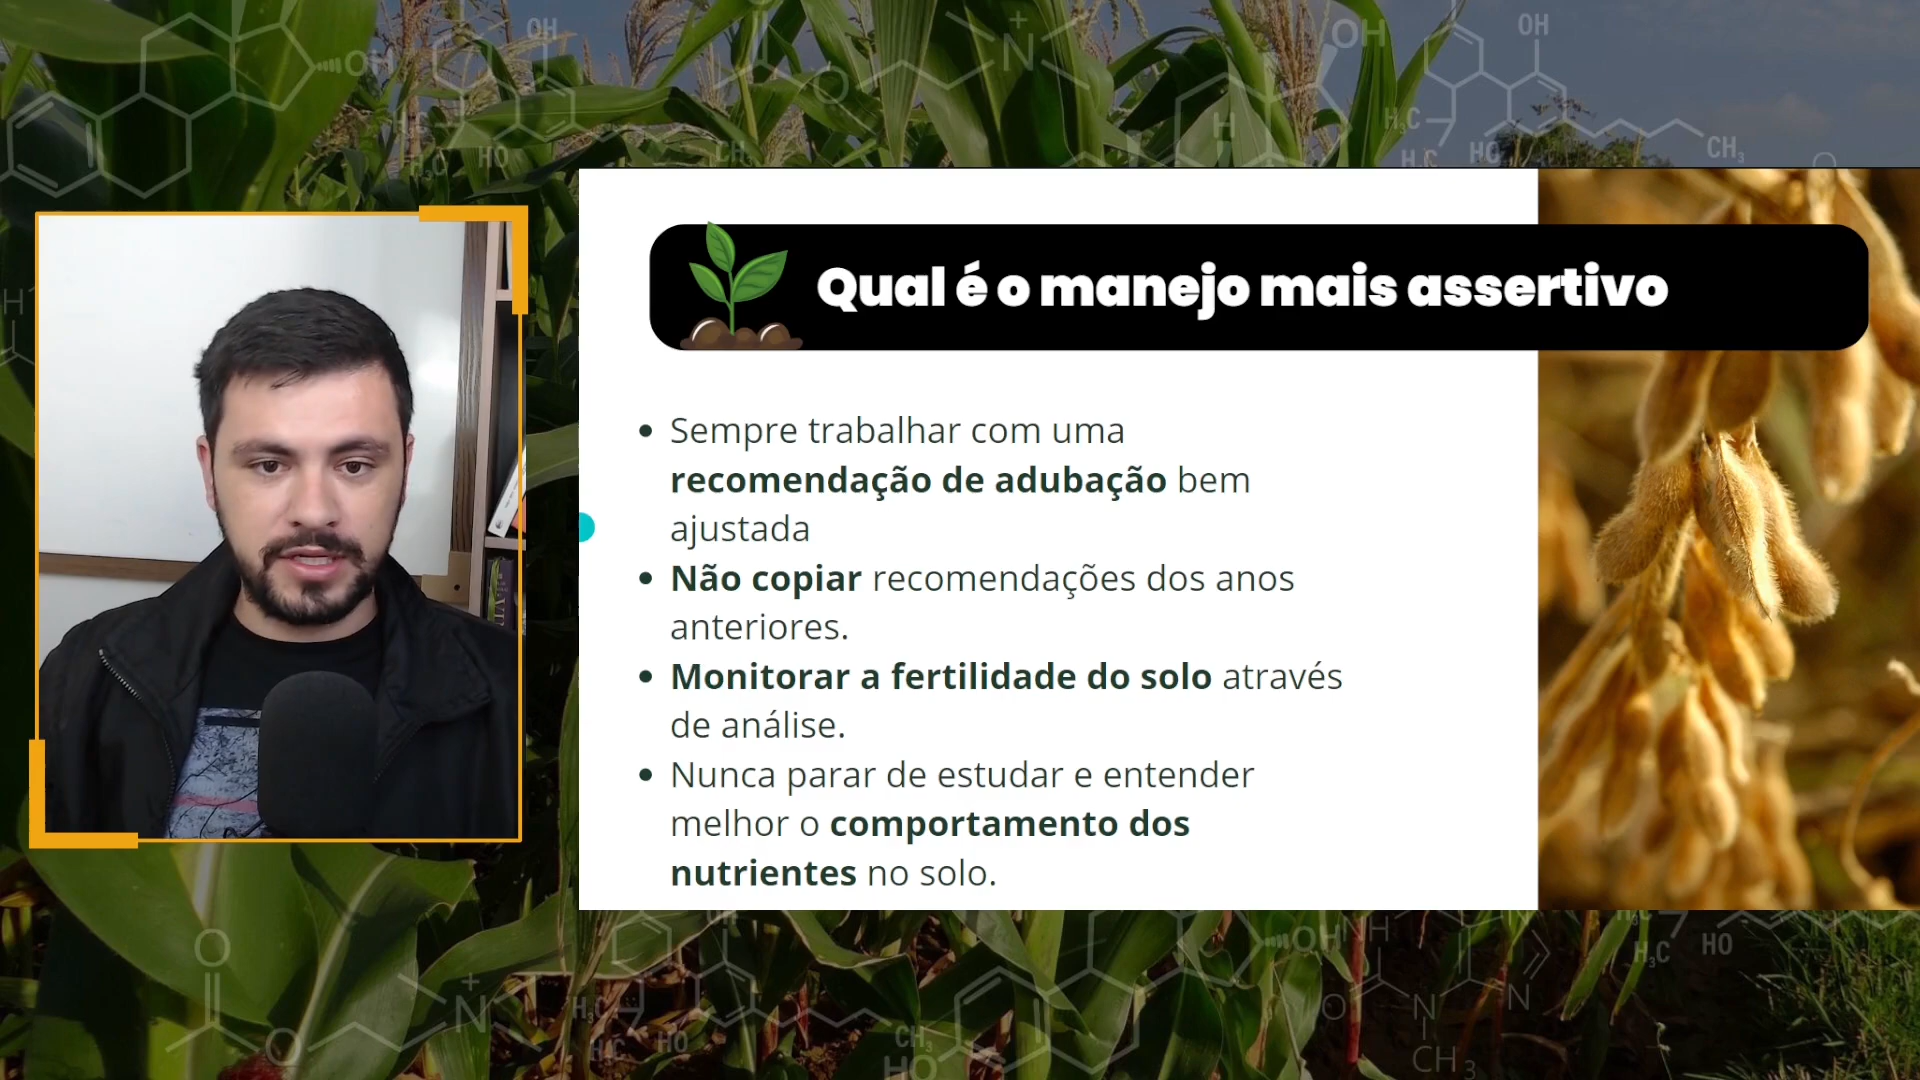 Qual é o manejo mais assertivo
Sempre trabalhar com uma
recomendação de adubação bem
ajustada
Não copiar recomendações dos anos
anteriores.
Monitorar a fertilidade do solo através
de análise.
Nunca parar de estudar e entender
melhor o comportamento dos
nutrientes no solo.